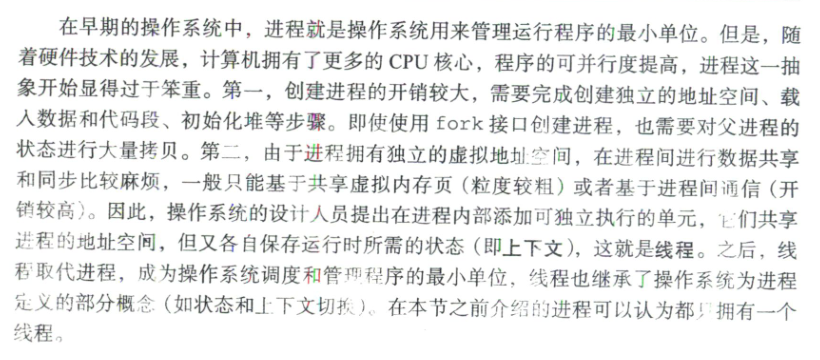 在早期的操作系统中，进程就是操作系统用来管理运行程序的最小单位。但是，随
着硬件技术的发展，计算机拥有了更多的 CPU 核心，程序的可并行度提高，进程这一抽
象开始显得过于笨重。第一，创建进程的开销较大，需要完成创建独立的地址空间、载
入数据和代码段、初始化堆等步骤。即使使用 fork 接口创建进程，也需要对父进程的
状态进行大量拷贝。第二，由于进程拥有独立的虚拟地址空间，在进程间进行数据共享
和同步比较麻烦，一般只能基于共享虚拟内存页（粒度较粗）或者基于进程间通信（开
销较高）。因此，操作系统的设计人员提出在进程内部添加可独立执行的单元，它们共享
进程的地址空间，但又各自保存运行时所需的状态（即上下文），这就是线程。之后，线
程取代进程，成为操作系统调度和管理程序的最小单位，线程也继承了操作系统为进程
定义的部分概念（如状态和上下文切换）。在本节之前介绍的进程可以认为都只拥有一个
线程。